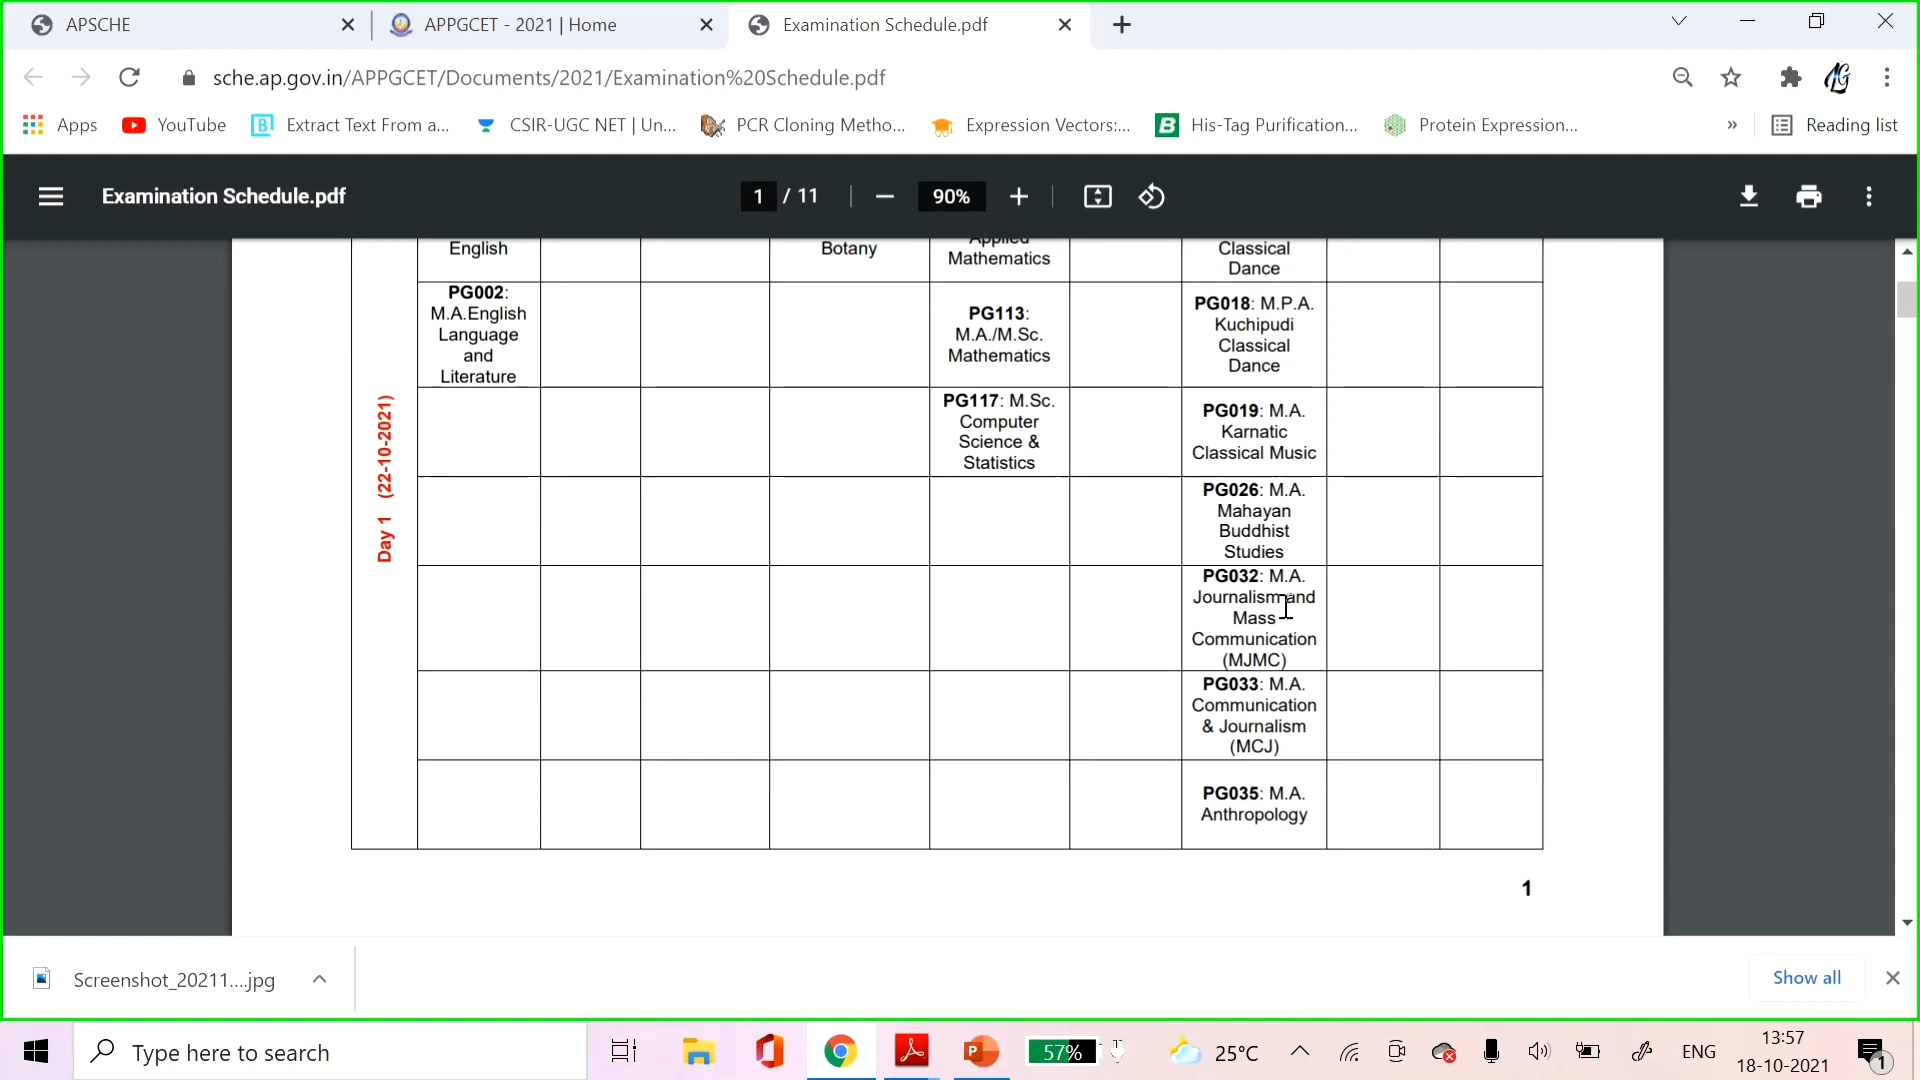 APSCHE
APPGCET - 2021 | Home
Examination Schedule.pdf
sche.ap.gov.in/APPGCET/Documents/2021/Examination%20Schedule.pdf
Apps
YouTube
Extract Text From a...
CSIR-UGC NET | Un...
PCR Cloning Metho...
Expression Vectors:...
His-Tag Purification...
Protein Expression...
»
Reading list
Examination Schedule.pdf
1 / 11
90%
English
Botany
Applied
Mathematics
Classical
Dance
PG002:
M.A.English
Language
and
Literature
PG113:
M.A./M.Sc.
Mathematics
PG018: M.P.A.
Kuchipudi
Classical
Dance
Day 1 (22-10-2021)
PG117: M.Sc.
Computer
Science &
Statistics
PG019: M.A.
Karnatic
Classical Music
PG026: M.A.
Mahayan
Buddhist
Studies
PG032: M.A.
Journalism and
Mass
Communication
(MJMC)
PG033: M.A.
Communication
& Journalism
(MCJ)
PG035: M.A.
Anthropology
1
Screenshot_20211....jpg
Show all
Type here to search
57%
25°C
ENG
13:57
18-10-2021
1